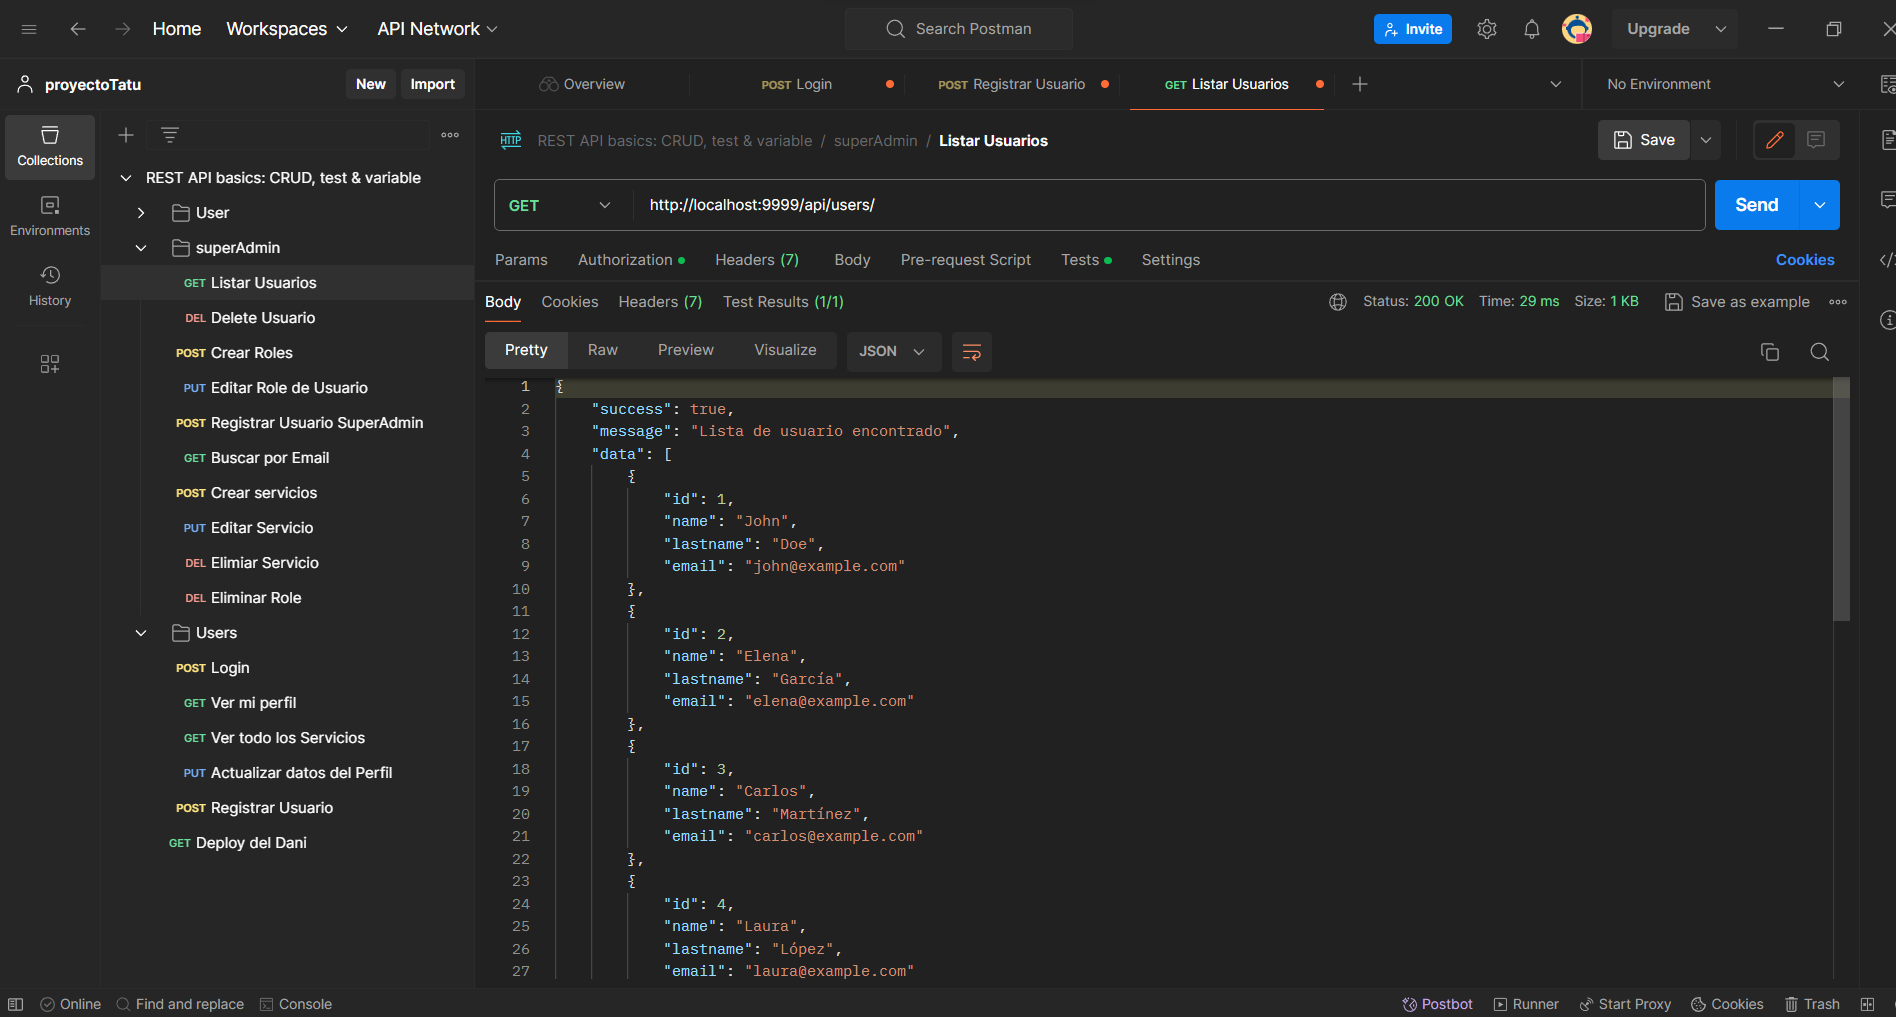 Home Workspaces API Network Search Postman Invite Upgrade
proyectoTatu New Import Overview POST Login POST Registrar Usuario GET Listar Usuarios No Environment
Collections
Environments
History
REST API basics: CRUD, test & variable
User
superAdmin
GET Listar Usuarios
DEL Delete Usuario
POST Crear Roles
PUT Editar Role de Usuario
POST Registrar Usuario SuperAdmin
GET Buscar por Email
POST Crear servicios
PUT Editar Servicio
DEL Elimiar Servicio
DEL Eliminar Role
Users
POST Login
GET Ver mi perfil
GET Ver todo los Servicios
PUT Actualizar datos del Perfil
POST Registrar Usuario
GET Deploy del Dani
HTTP REST API basics: CRUD, test & variable / superAdmin / Listar Usuarios Save
GET http://localhost:9999/api/users/ Send
Params Authorization Headers (7) Body Pre-request Script Tests Settings Cookies
Body Cookies Headers (7) Test Results (1/1) Status: 200 OK Time: 29 ms Size: 1 KB Save as example
Pretty Raw Preview Visualize JSON
1 {
2 "success": true,
3 "message": "Lista de usuario encontrado",
4 "data": [
5 {
6 "id": 1,
7 "name": "John",
8 "lastname": "Doe",
9 "email": "john@example.com"
10 },
11 {
12 "id": 2,
13 "name": "Elena",
14 "lastname": "García",
15 "email": "elena@example.com"
16 },
17 {
18 "id": 3,
19 "name": "Carlos",
20 "lastname": "Martínez",
21 "email": "carlos@example.com"
22 },
23 {
24 "id": 4,
25 "name": "Laura",
26 "lastname": "López",
27 "email": "laura@example.com"
Online Find and replace Console Postbot Runner Start Proxy Cookies Trash